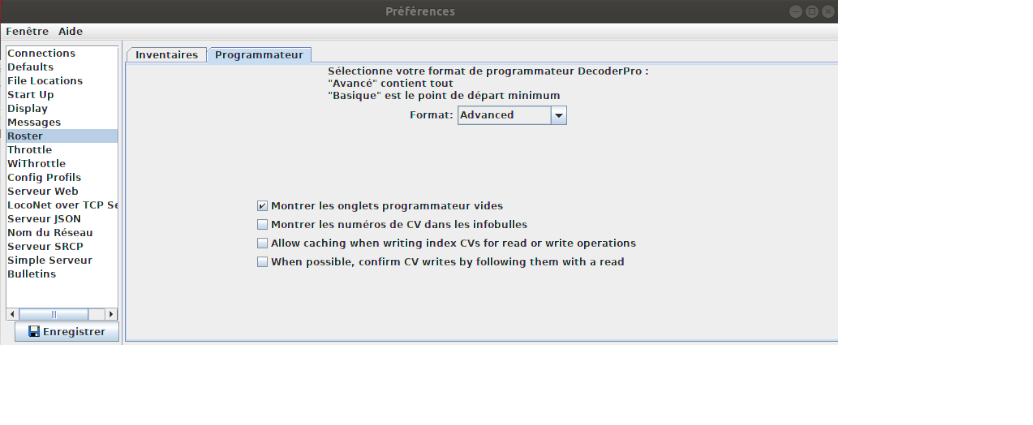 Préférences
Fenêtre Aide
Connections
Defaults
File Locations
Start Up
Display
Messages
Roster
Throttle
WiThrottle
Config Profils
Serveur Web
LocoNet over TCP Se
Serveur JSON
Nom du Réseau
Serveur SRCP
Simple Serveur
Bulletins
Enregistrer
Inventaires Programmateur
Sélectionne votre format de programmateur DecoderPro :
"Avancé" contient tout
"Basique" est le point de départ minimum
Format: Advanced
Montrer les onglets programmateur vides
Montrer les numéros de CV dans les infobulles
Allow caching when writing index CVs for read or write operations
When possible, confirm CV writes by following them with a read